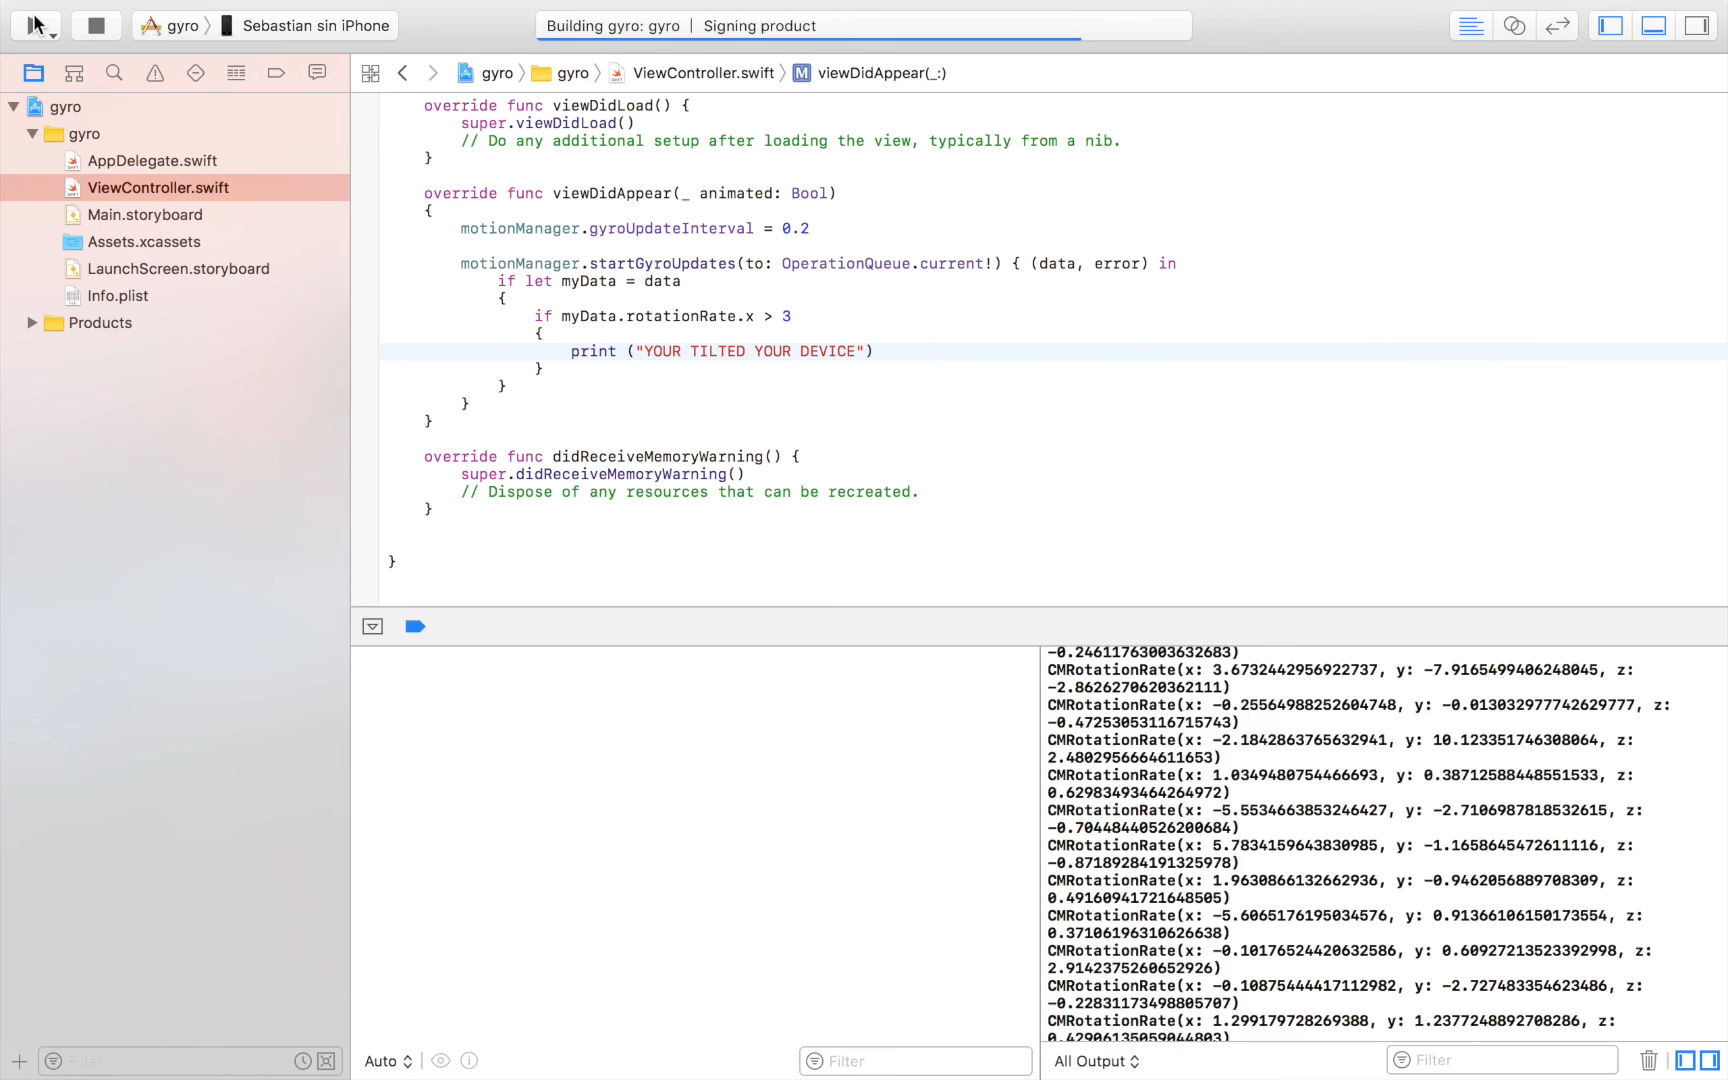 gyro 〉 Sebastian sin iPhone
Building gyro: gyro | Signing product
gyro 〉 gyro 〉 ViewController.swift 〉 M viewDidAppear(_:)
gyro
gyro
AppDelegate.swift
ViewController.swift
Main.storyboard
Assets.xcassets
LaunchScreen.storyboard
Info.plist
Products
override func viewDidLoad() {
super.viewDidLoad()
// Do any additional setup after loading the view, typically from a nib.
}
override func viewDidAppear(_ animated: Bool)
{
motionManager.gyroUpdateInterval = 0.2
motionManager.startGyroUpdates(to: OperationQueue.current!) { (data, error) in
if let myData = data
{
if myData.rotationRate.x > 3
{
print ("YOUR TILTED YOUR DEVICE")
}
}
}
}
override func didReceiveMemoryWarning() {
super.didReceiveMemoryWarning()
// Dispose of any resources that can be recreated.
}
}
-0.24611763003632683)
CMRotationRate(x: 3.6732442956922737, y: -7.9165499406248045, z:
-2.8626270620362111)
CMRotationRate(x: -0.25564988252604748, y: -0.013032977742629777, z:
-0.47253053116715743)
CMRotationRate(x: -2.1842863765632941, y: 10.123351746308064, z:
2.4802956664611653)
CMRotationRate(x: 1.0349480754466693, y: 0.38712588448551533, z:
0.62983493464264972)
CMRotationRate(x: -5.5534663853246427, y: -2.7106987818532615, z:
-0.70448440526200684)
CMRotationRate(x: 5.7834159643830985, y: -1.1658645472611116, z:
-0.87189284191325978)
CMRotationRate(x: 1.9630866132662936, y: -0.9462056889708309, z:
0.49160941721648505)
CMRotationRate(x: -5.6065176195034576, y: 0.91366106150173554, z:
0.37106196310626638)
CMRotationRate(x: -0.10176524420632586, y: 0.60927213523392998, z:
2.9142375260652926)
CMRotationRate(x: -0.10875444417112982, y: -2.727483354623486, z:
-0.22831173498805707)
CMRotationRate(x: 1.299179728269388, y: 1.2377248892708286, z:
0.42906135059044803)
Filter
Auto
Filter
All Output
Filter